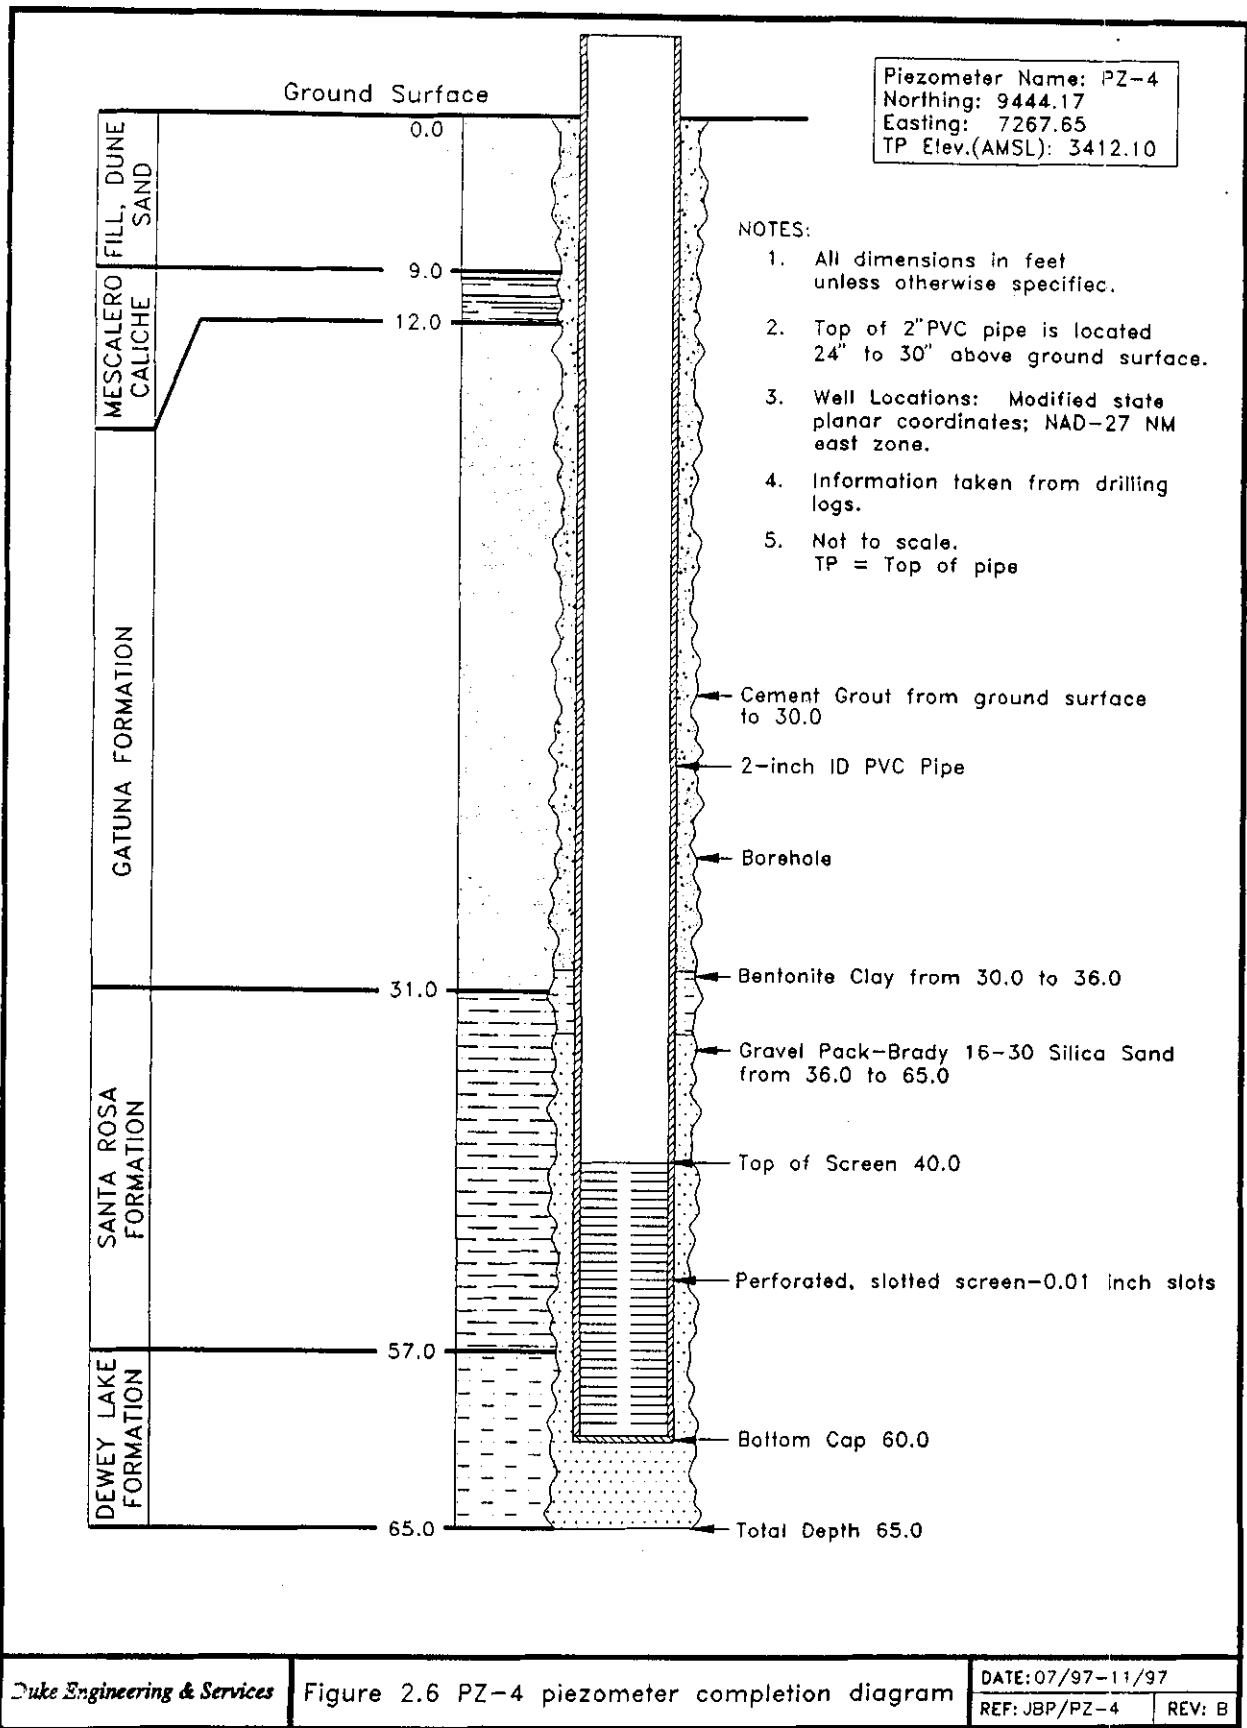 Piezometer Name: PZ-4
Northing: 9444.17
Easting: 7267.65
TP Elev.(AMSL): 3412.10
Ground Surface
0.0
FILL, DUNE
SAND
9.0
MESCALERO
CALICHE
12.0
GATUNA FORMATION
31.0
SANTA ROSA
FORMATION
57.0
DEWEY LAKE
FORMATION
65.0
NOTES:
1. All dimensions in feet
unless otherwise specified.
2. Top of 2"PVC pipe is located
24" to 30" above ground surface.
3. Well Locations: Modified state
planar coordinates; NAD-27 NM
east zone.
4. Information taken from drilling
logs.
5. Not to scale.
TP = Top of pipe
Cement Grout from ground surface
to 30.0
2-inch ID PVC Pipe
Borehole
Bentonite Clay from 30.0 to 36.0
Gravel Pack-Brady 16-30 Silica Sand
from 36.0 to 65.0
Top of Screen 40.0
Perforated, slotted screen-0.01 inch slots
Bottom Cap 60.0
Total Depth 65.0
Duke Engineering & Services
Figure 2.6 PZ-4 piezometer completion diagram
DATE: 07/97-11/97
REF: JBP/PZ-4
REV: B